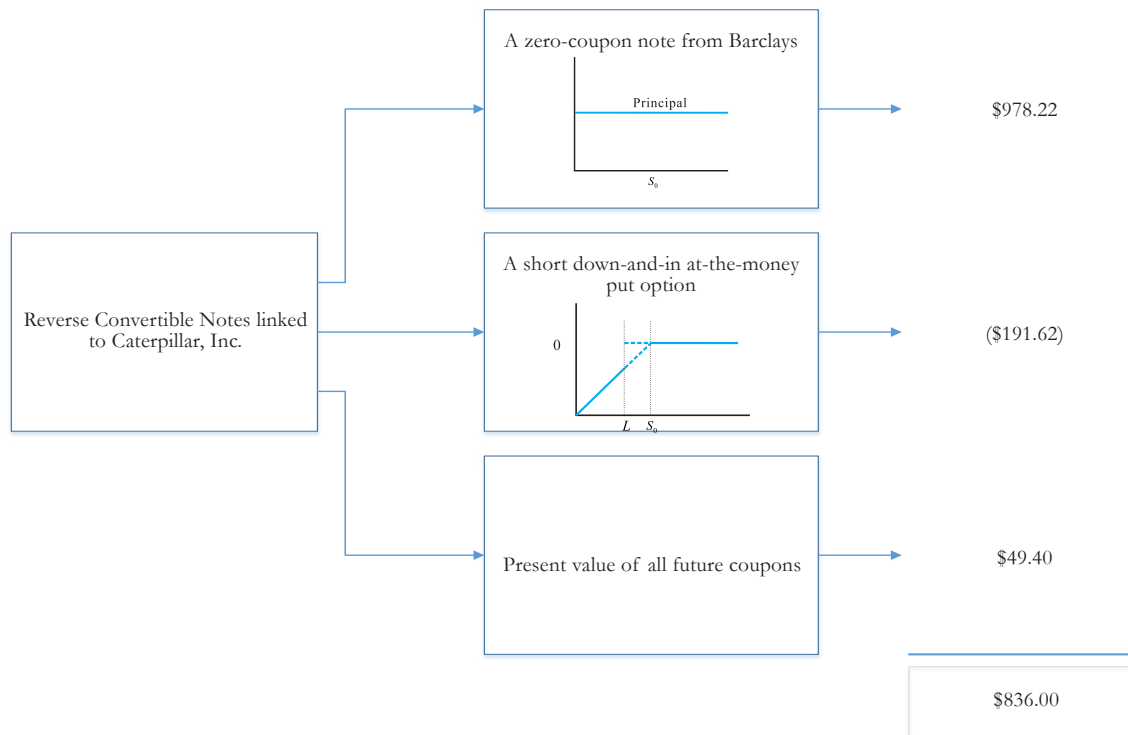 A zero-coupon note from Barclays
Principal
S₀
$978.22
Reverse Convertible Notes linked
to Caterpillar, Inc.
A short down-and-in at-the-money
put option
0
L S₀
($191.62)
Present value of all future coupons
$49.40
$836.00